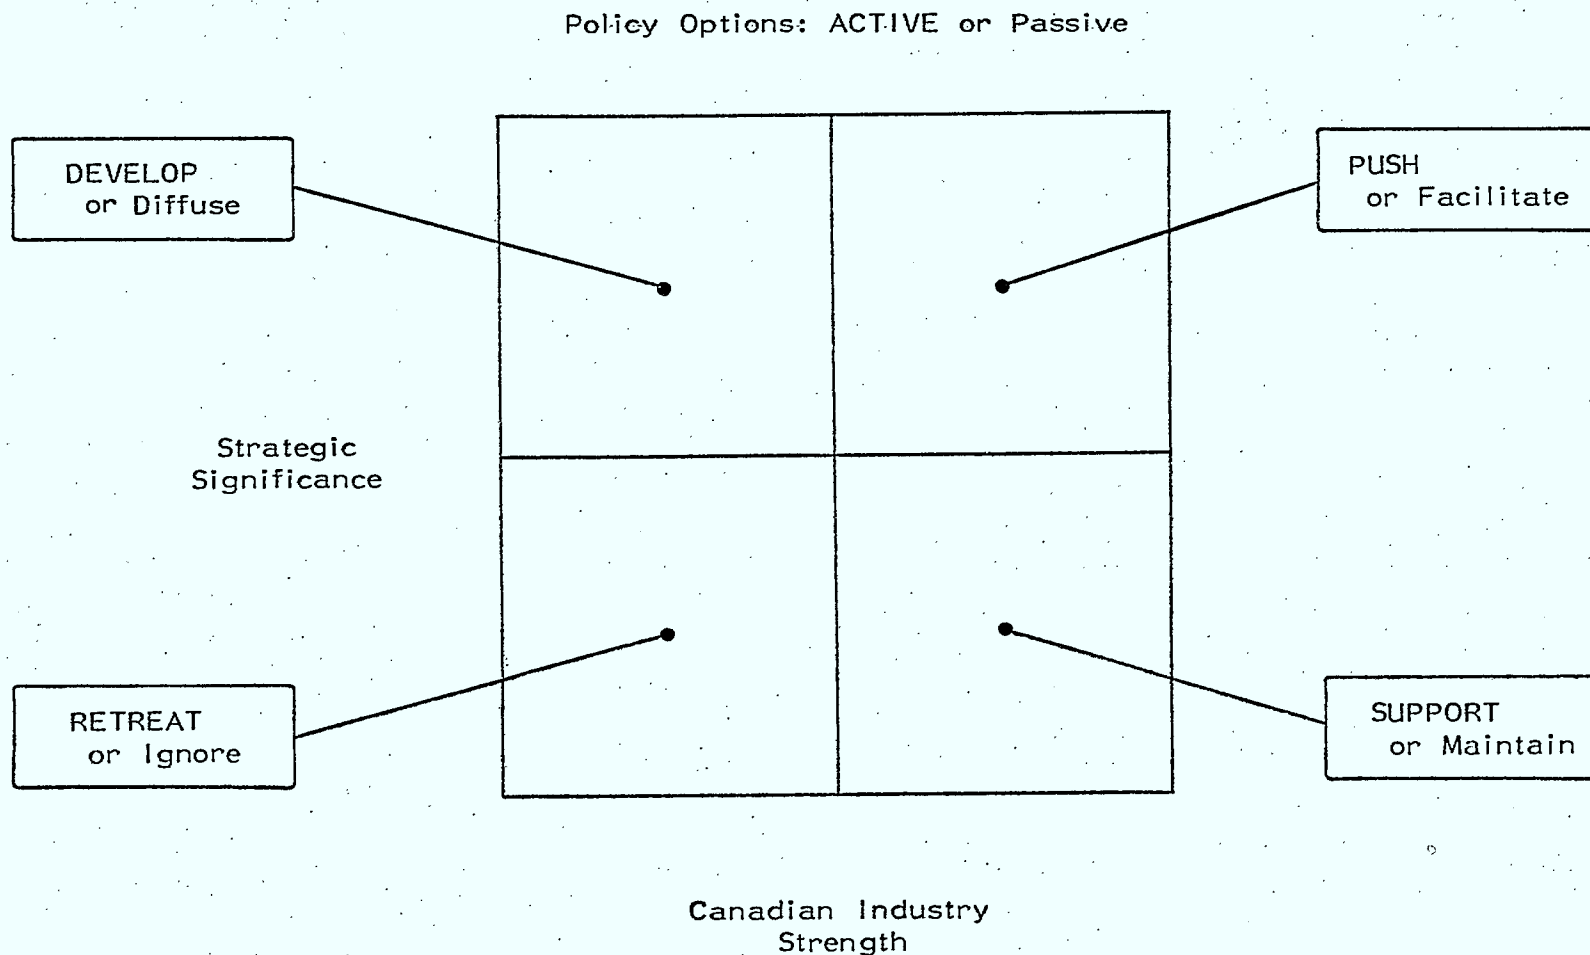 Policy Options: ACTIVE or Passive
DEVELOP
or Diffuse
PUSH
or Facilitate
Strategic
Significance
RETREAT
or Ignore
SUPPORT
or Maintain
Canadian Industry
Strength